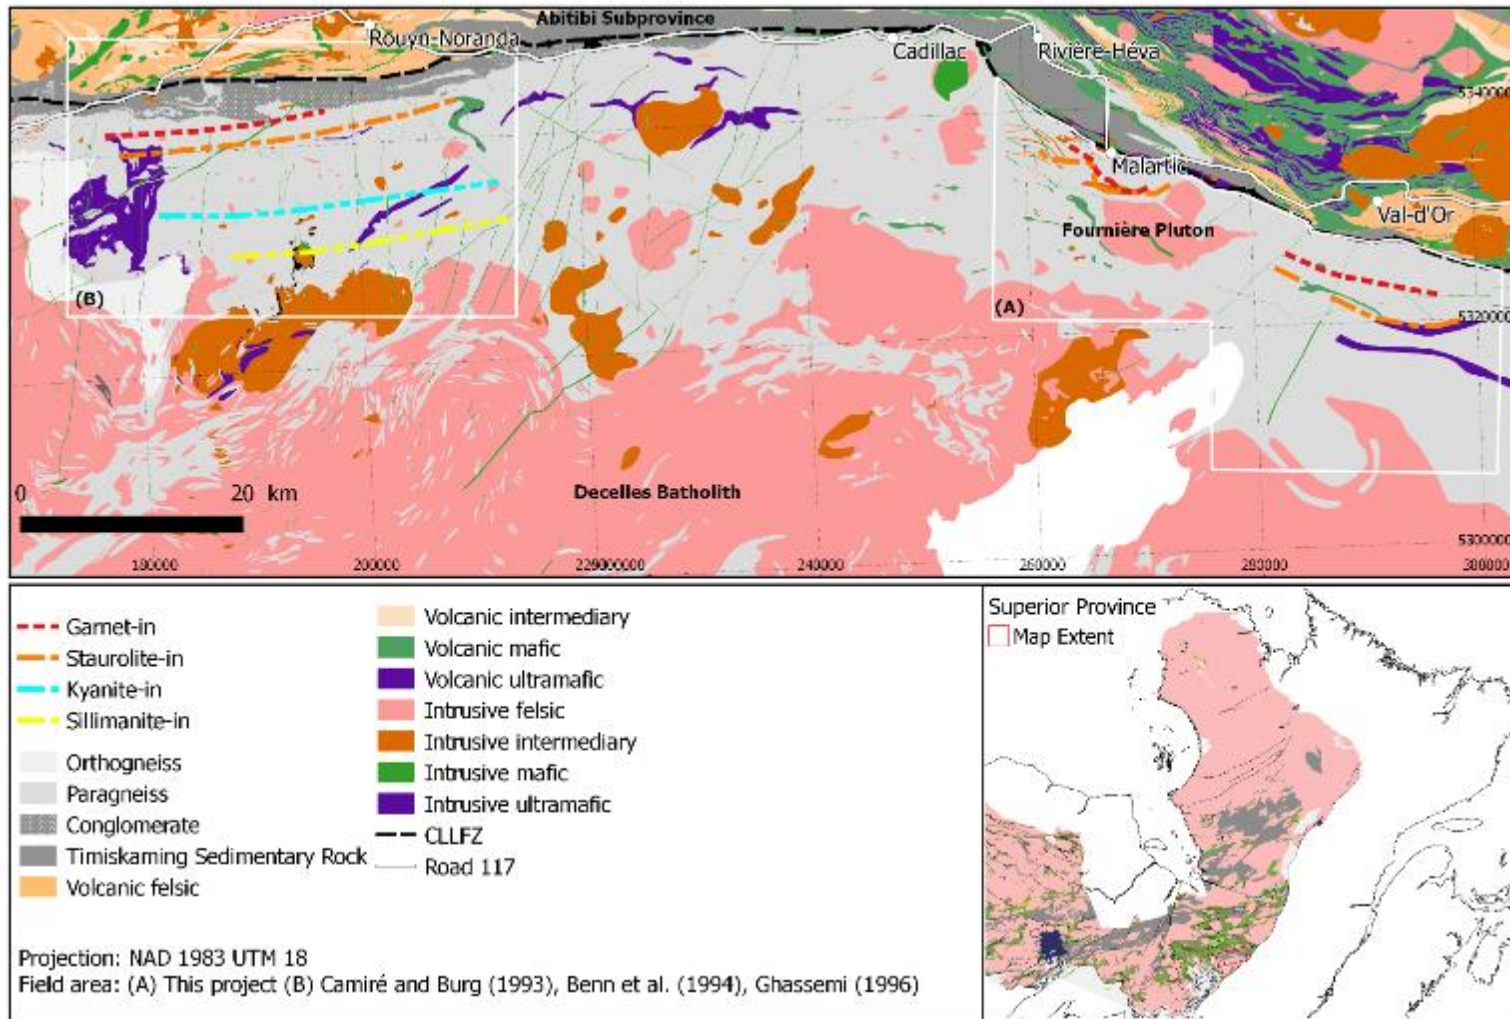 Abitibi Subprovince
Rouyn-Noranda
Cadillac
Rivière-Héva
5340000
Malartic
Val-d'Or
Fournière Pluton
(B)
(A)
5320000
Decelles Batholith
0 20 km
5300000
180000 200000 240000 260000 280000
Garnet-in
Staurolite-in
Kyanite-in
Sillimanite-in
Orthogneiss
Paragneiss
Conglomerate
Timiskaming Sedimentary Rock
Volcanic felsic
Volcanic intermediary
Volcanic mafic
Volcanic ultramafic
Intrusive felsic
Intrusive intermediary
Intrusive mafic
Intrusive ultramafic
CLLFZ
Road 117
Superior Province
Map Extent
Projection: NAD 1983 UTM 18
Field area: (A) This project (B) Camiré and Burg (1993), Benn et al. (1994), Ghassemi (1996)